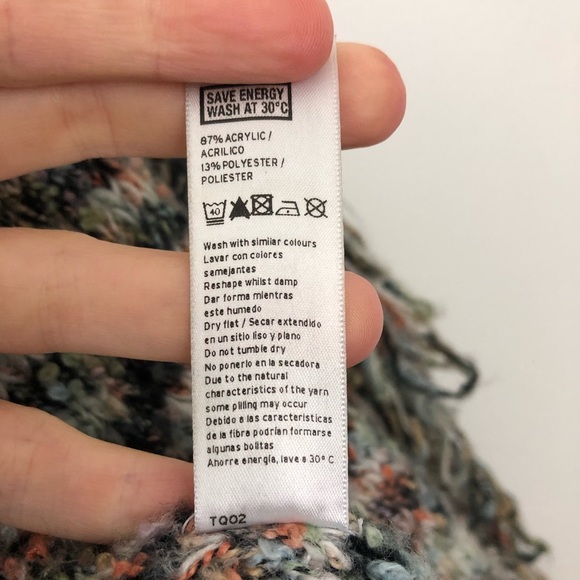 SAVE ENERGY
WASH AT 30°C
87% ACRYLIC /
ACRILICO
13% POLYESTER /
POLIESTER
40
Wash with similar colours
Lavar con colores
semejantes
Reshape whilst damp
Dar forma mientras
este humedo
Dry flat / Secar extendido
en un sitio liso y plano
Do not tumble dry
No ponerlo en la secadora
Due to the natural
characteristics of the yarn
some pilling may occur
Debido a las características
de la fibra podrían formarse
algunas bolitas
Ahorre energía, lave a 30° C
TQ02